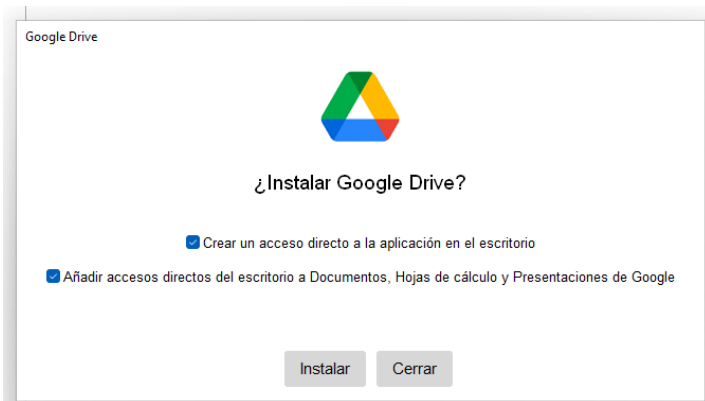 Google Drive
¿Instalar Google Drive?
Crear un acceso directo a la aplicación en el escritorio
Añadir accesos directos del escritorio a Documentos, Hojas de cálculo y Presentaciones de Google
Instalar Cerrar